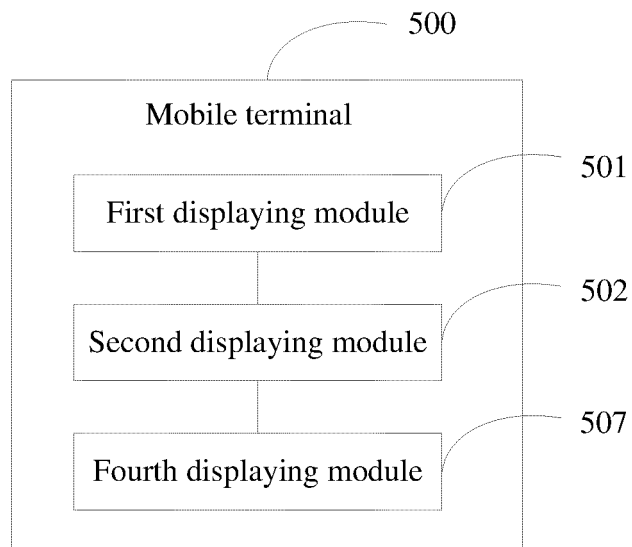 500
Mobile terminal
501
First displaying module
502
Second displaying module
507
Fourth displaying module